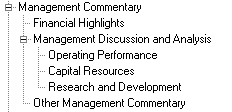 Management Commentary
Financial Highlights
Management Discussion and Analysis
Operating Performance
Capital Resources
Research and Development
Other Management Commentary